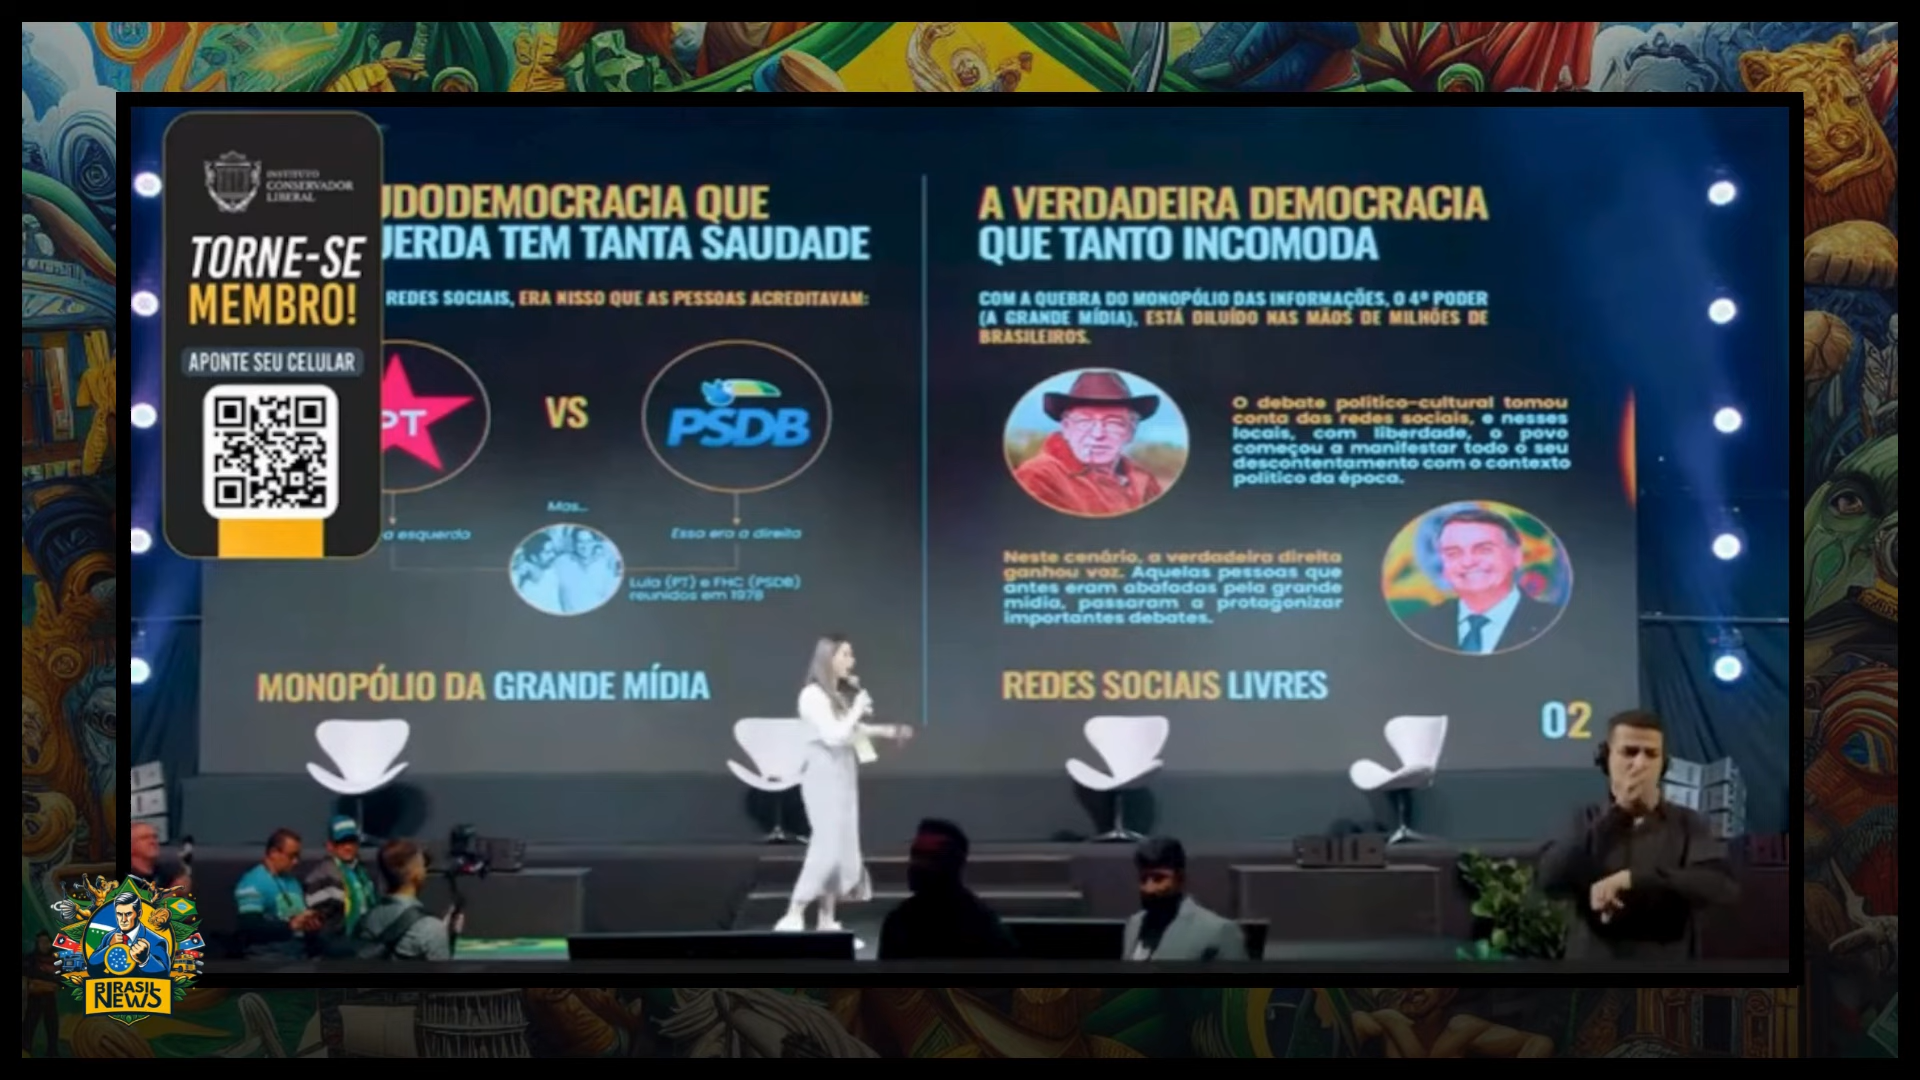 INSTITUTO
CONSERVADOR
LIBERAL
TORNE-SE
MEMBRO!
APONTE SEU CELULAR
UDODEMOCRACIA QUE
UERDA TEM TANTA SAUDADE
REDES SOCIAIS, ERA NISSO QUE AS PESSOAS ACREDITAVAM:
PT
VS
PSDB
a esquerda
Mas...
Essa era a direita
Lula (PT) e FHC (PSDB)
reunidos em 1978
MONOPÓLIO DA GRANDE MÍDIA
A VERDADEIRA DEMOCRACIA
QUE TANTO INCOMODA
COM A QUEBRA DO MONOPÓLIO DAS INFORMAÇÕES, O 4º PODER
(A GRANDE MÍDIA), ESTÁ DILUÍDO NAS MÃOS DE MILHÕES DE
BRASILEIROS.
O debate político-cultural tomou
conta das redes sociais, e nesses
locais, com liberdade, o povo
começou a manifestar todo o seu
descontentamento com o contexto
político da época.
Neste cenário, a verdadeira direita
ganhou voz. Aquelas pessoas que
antes eram abafadas pela grande
mídia, passaram a protagonizar
importantes debates.
REDES SOCIAIS LIVRES
02
BRASIL
NEWS